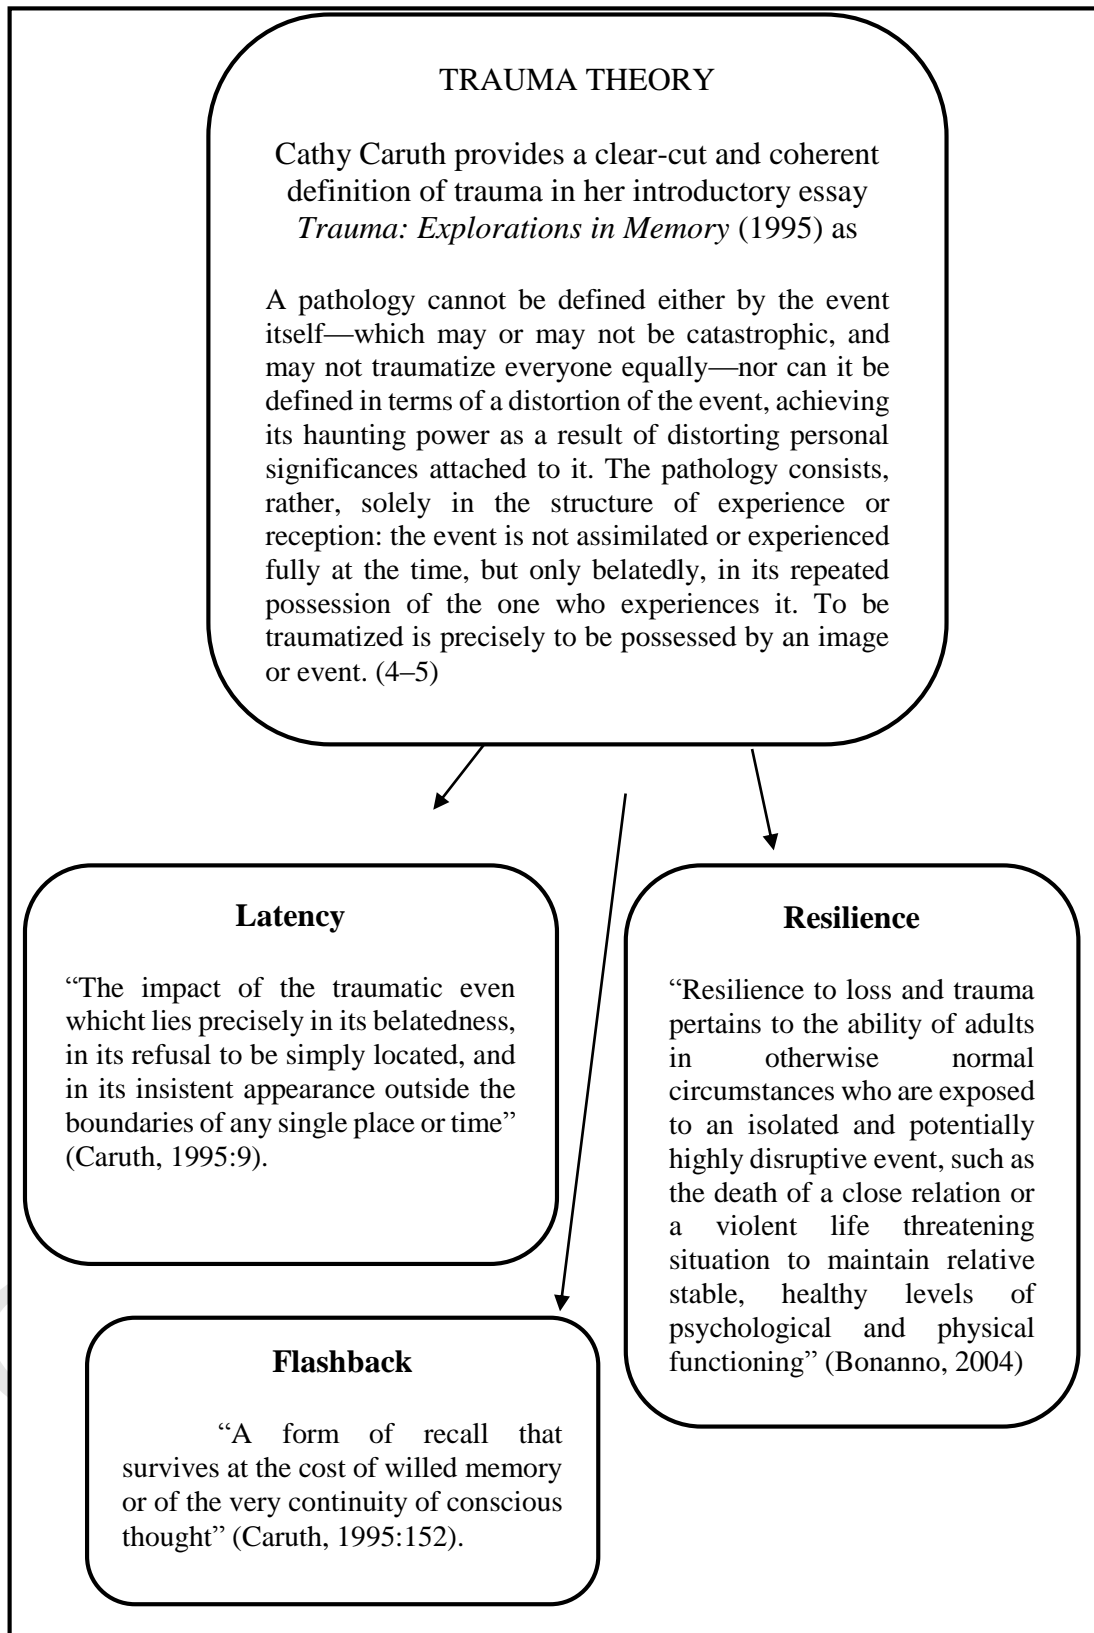 TRAUMA THEORY
Cathy Caruth provides a clear-cut and coherent
definition of trauma in her introductory essay
Trauma: Explorations in Memory (1995) as
A pathology cannot be defined either by the event
itself—which may or may not be catastrophic, and
may not traumatize everyone equally—nor can it be
defined in terms of a distortion of the event, achieving
its haunting power as a result of distorting personal
significances attached to it. The pathology consists,
rather, solely in the structure of experience or
reception: the event is not assimilated or experienced
fully at the time, but only belatedly, in its repeated
possession of the one who experiences it. To be
traumatized is precisely to be possessed by an image
or event. (4–5)
Latency
“The impact of the traumatic even
whicht lies precisely in its belatedness,
in its refusal to be simply located, and
in its insistent appearance outside the
boundaries of any single place or time”
(Caruth, 1995:9).
Resilience
“Resilience to loss and trauma
pertains to the ability of adults
in otherwise normal
circumstances who are exposed
to an isolated and potentially
highly disruptive event, such as
the death of a close relation or
a violent life threatening
situation to maintain relative
stable, healthy levels of
psychological and physical
functioning” (Bonanno, 2004)
Flashback
“A form of recall that
survives at the cost of willed memory
or of the very continuity of conscious
thought” (Caruth, 1995:152).